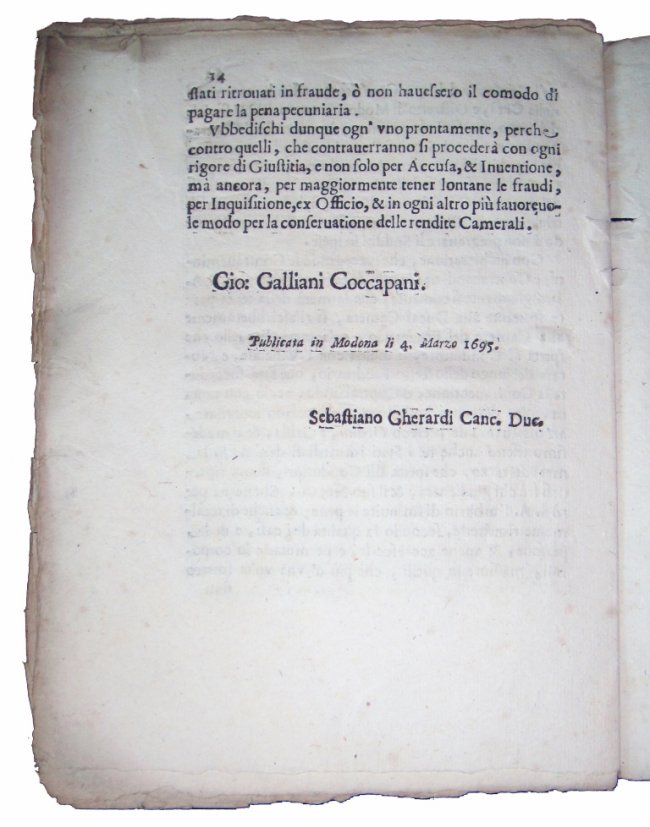 14
ſtati ritrouati in fraude, ò non haueſſero il comodo di
pagare la pena pecuniaria.
Vbbediſchi dunque ogn' vno prontamente, perche
contro quelli, che contrauerranno ſi procederà con ogni
rigore di Giuſtitia, e non ſolo per Accuſa, & Inuentione,
mà ancora, per maggiormente tener lontane le fraudi,
per Inquiſitione, ex Officio, & in ogni altro più fauoreuo-
le modo per la conſeruatione delle rendite Camerali.
Gio: Galliani Coccapani.
Publicata in Modona li 4. Marzo 1695.
Sebaſtiano Gherardi Canc. Duc.